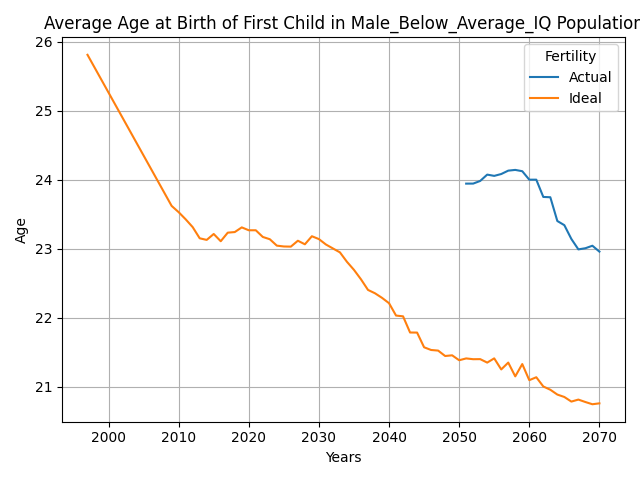 Average Age at Birth of First Child in Male_Below_Average_IQ Population
26
25
24
23
22
21
Age
Fertility
Actual
Ideal
2000 2010 2020 2030 2040 2050 2060 2070
Years